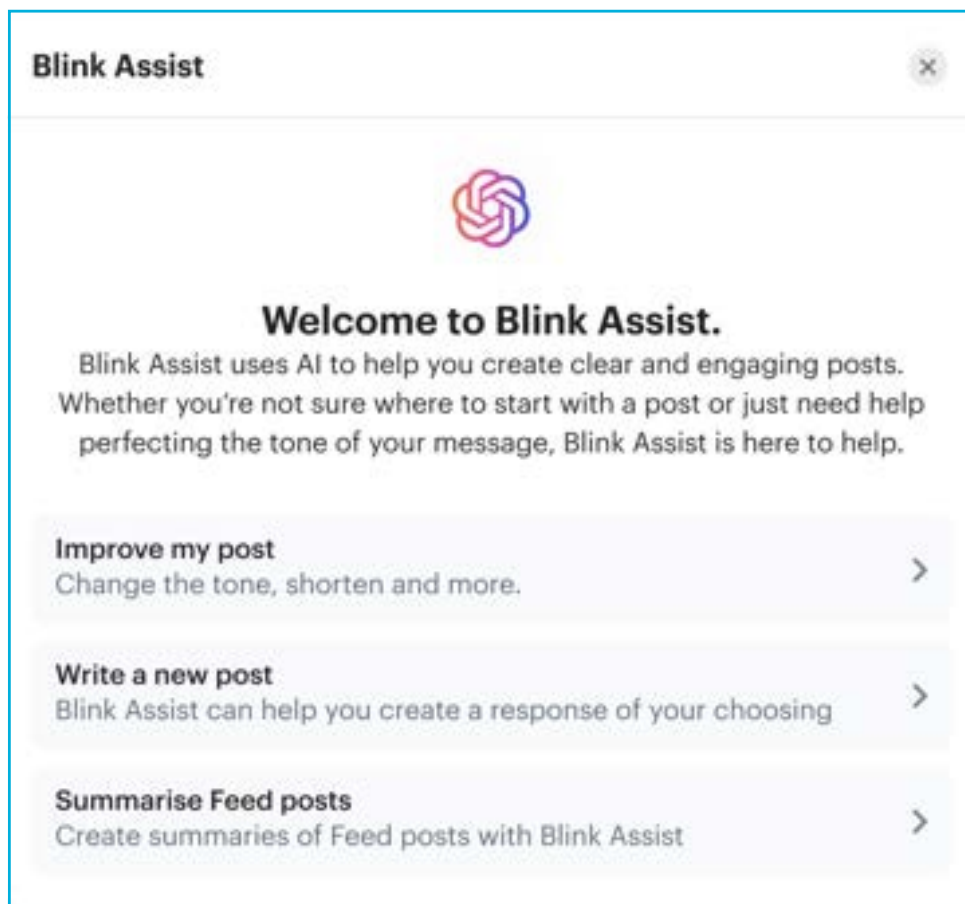 Blink Assist
Welcome to Blink Assist.
Blink Assist uses AI to help you create clear and engaging posts.
Whether you’re not sure where to start with a post or just need help
perfecting the tone of your message, Blink Assist is here to help.
Improve my post
Change the tone, shorten and more.
Write a new post
Blink Assist can help you create a response of your choosing
Summarise Feed posts
Create summaries of Feed posts with Blink Assist